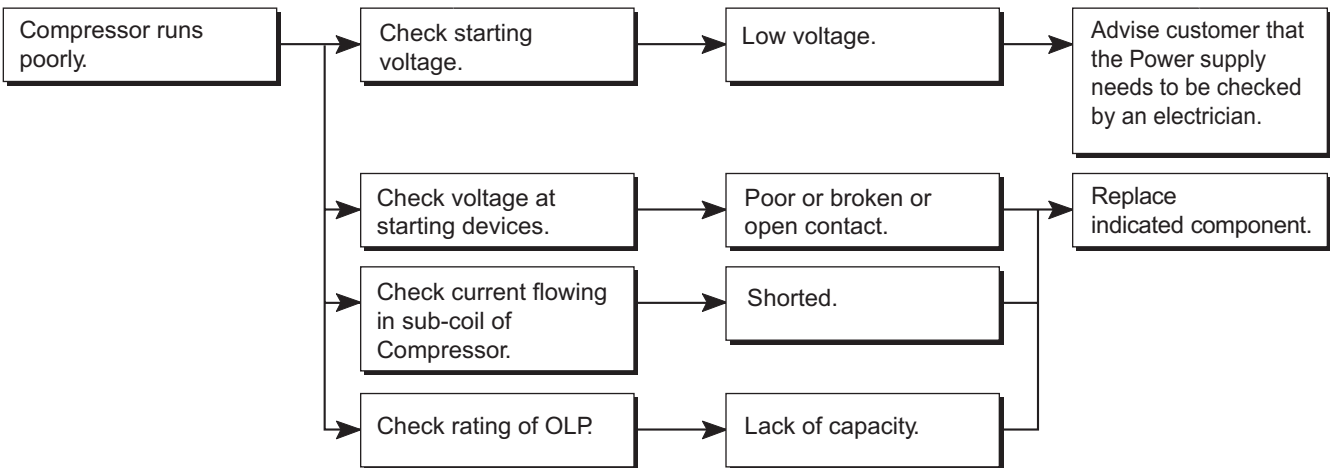 Compressor runs
poorly.
Check starting
voltage.
Low voltage.
Advise customer that
the Power supply
needs to be checked
by an electrician.
Check voltage at
starting devices.
Poor or broken or
open contact.
Replace
indicated component.
Check current flowing
in sub-coil of
Compressor.
Shorted.
Check rating of OLP.
Lack of capacity.